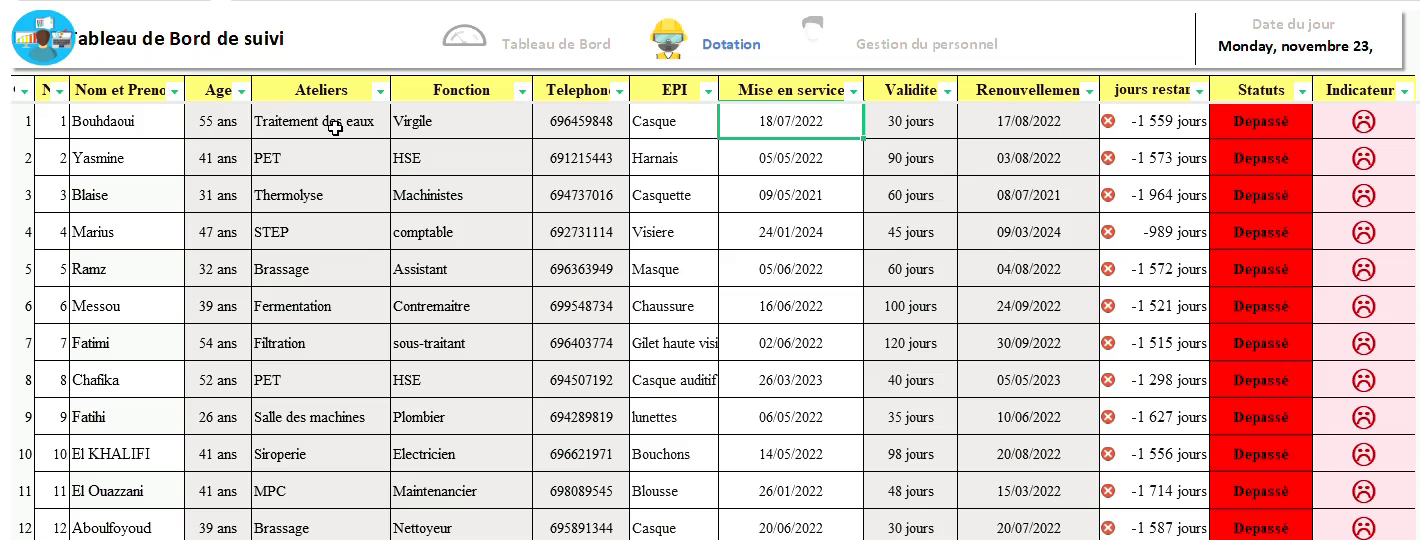 Tableau de Bord de suivi
Tableau de Bord
Dotation
Gestion du personnel
Date du jour
Monday, novembre 23,
N Nom et Preno Age Ateliers Fonction Telephon EPI Mise en service Validite Renouvellemen jours restan Statuts Indicateur
1 1 Bouhdaoui 55 ans Traitement des eaux Virgile 696459848 Casque 18/07/2022 30 jours 17/08/2022 -1 559 jours Depassé
2 2 Yasmine 41 ans PET HSE 691215443 Harnais 05/05/2022 90 jours 03/08/2022 -1 573 jours Depassé
3 3 Blaise 31 ans Thermolyse Machinistes 694737016 Casquette 09/05/2021 60 jours 08/07/2021 -1 964 jours Depassé
4 4 Marius 47 ans STEP comptable 692731114 Visiere 24/01/2024 45 jours 09/03/2024 -989 jours Depassé
5 5 Ramz 32 ans Brassage Assistant 696363949 Masque 05/06/2022 60 jours 04/08/2022 -1 572 jours Depassé
6 6 Messou 39 ans Fermentation Contremaitre 699548734 Chaussure 16/06/2022 100 jours 24/09/2022 -1 521 jours Depassé
7 7 Fatimi 54 ans Filtration sous-traitant 696403774 Gilet haute visi 02/06/2022 120 jours 30/09/2022 -1 515 jours Depassé
8 8 Chafika 52 ans PET HSE 694507192 Casque auditif 26/03/2023 40 jours 05/05/2023 -1 298 jours Depassé
9 9 Fatihi 26 ans Salle des machines Plombier 694289819 lunettes 06/05/2022 35 jours 10/06/2022 -1 627 jours Depassé
10 10 El KHALIFI 41 ans Siroperie Electricien 696621971 Bouchons 14/05/2022 98 jours 20/08/2022 -1 556 jours Depassé
11 11 El Ouazzani 41 ans MPC Maintenancier 698089545 Blousse 26/01/2022 48 jours 15/03/2022 -1 714 jours Depassé
12 12 Aboulfoyoud 39 ans Brassage Nettoyeur 695891344 Casque 20/06/2022 30 jours 20/07/2022 -1 587 jours Depassé